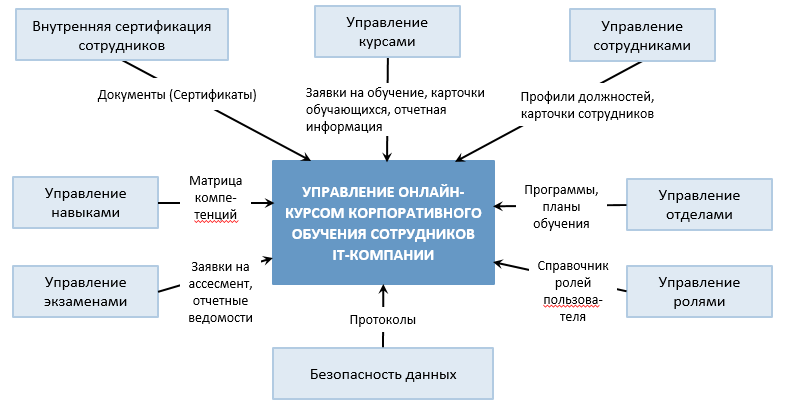 Внутренняя сертификация
сотрудников
Управление
курсами
Управление
сотрудниками
Документы (Сертификаты)
Заявки на обучение, карточки
обучающихся, отчетная
информация
Профили должностей,
карточки сотрудников
Управление
навыками
Матрица
компе-
тенций
УПРАВЛЕНИЕ ОНЛАЙН-
КУРСОМ КОРПОРАТИВНОГО
ОБУЧЕНИЯ СОТРУДНИКОВ
IT-КОМПАНИИ
Программы,
планы
обучения
Управление
отделами
Управление
экзаменами
Заявки на
ассесмент,
отчетные
ведомости
Справочник
ролей
пользова-
теля
Управление
ролями
Протоколы
Безопасность данных